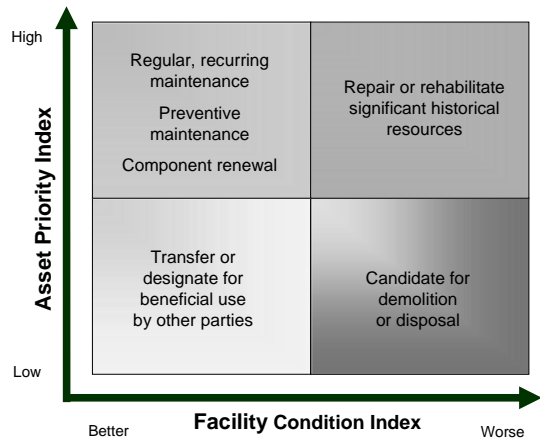 High
Regular, recurring
maintenance
Preventive
maintenance
Component renewal
Repair or rehabilitate
significant historical
resources
Asset Priority Index
Transfer or
designate for
beneficial use
by other parties
Candidate for
demolition
or disposal
Low
Better
Facility Condition Index
Worse